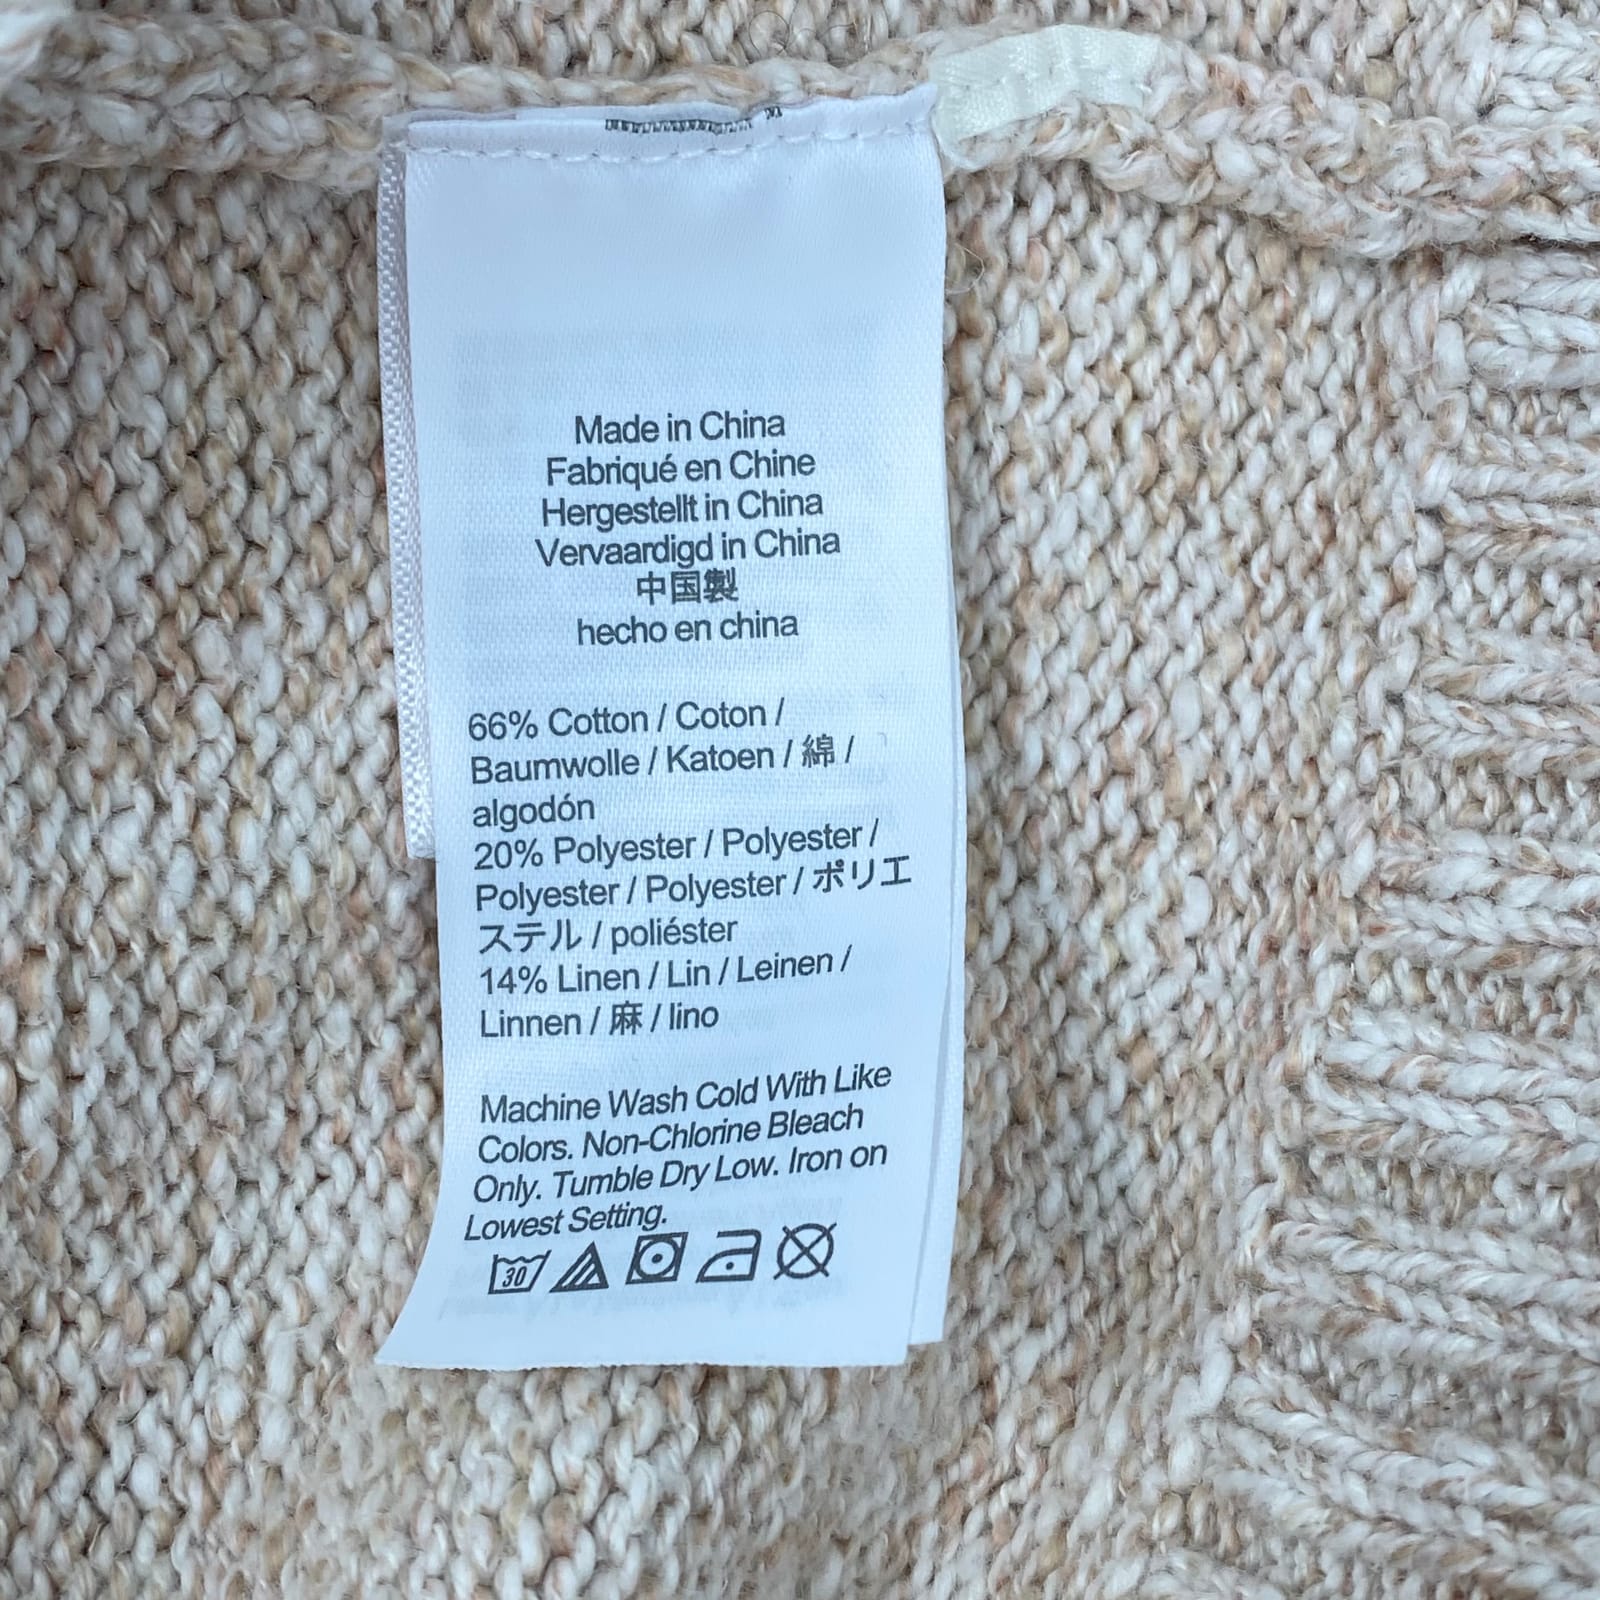 Made in China
Fabriqué en Chine
Hergestellt in China
Vervaardigd in China
中国製
hecho en china
66% Cotton / Coton /
Baumwolle / Katoen / 綿 /
algodón
20% Polyester / Polyester /
Polyester / Polyester / ポリエ
ステル / poliéster
14% Linen / Lin / Leinen /
Linnen / 麻 / lino
Machine Wash Cold With Like
Colors. Non-Chlorine Bleach
Only. Tumble Dry Low. Iron on
Lowest Setting.
30